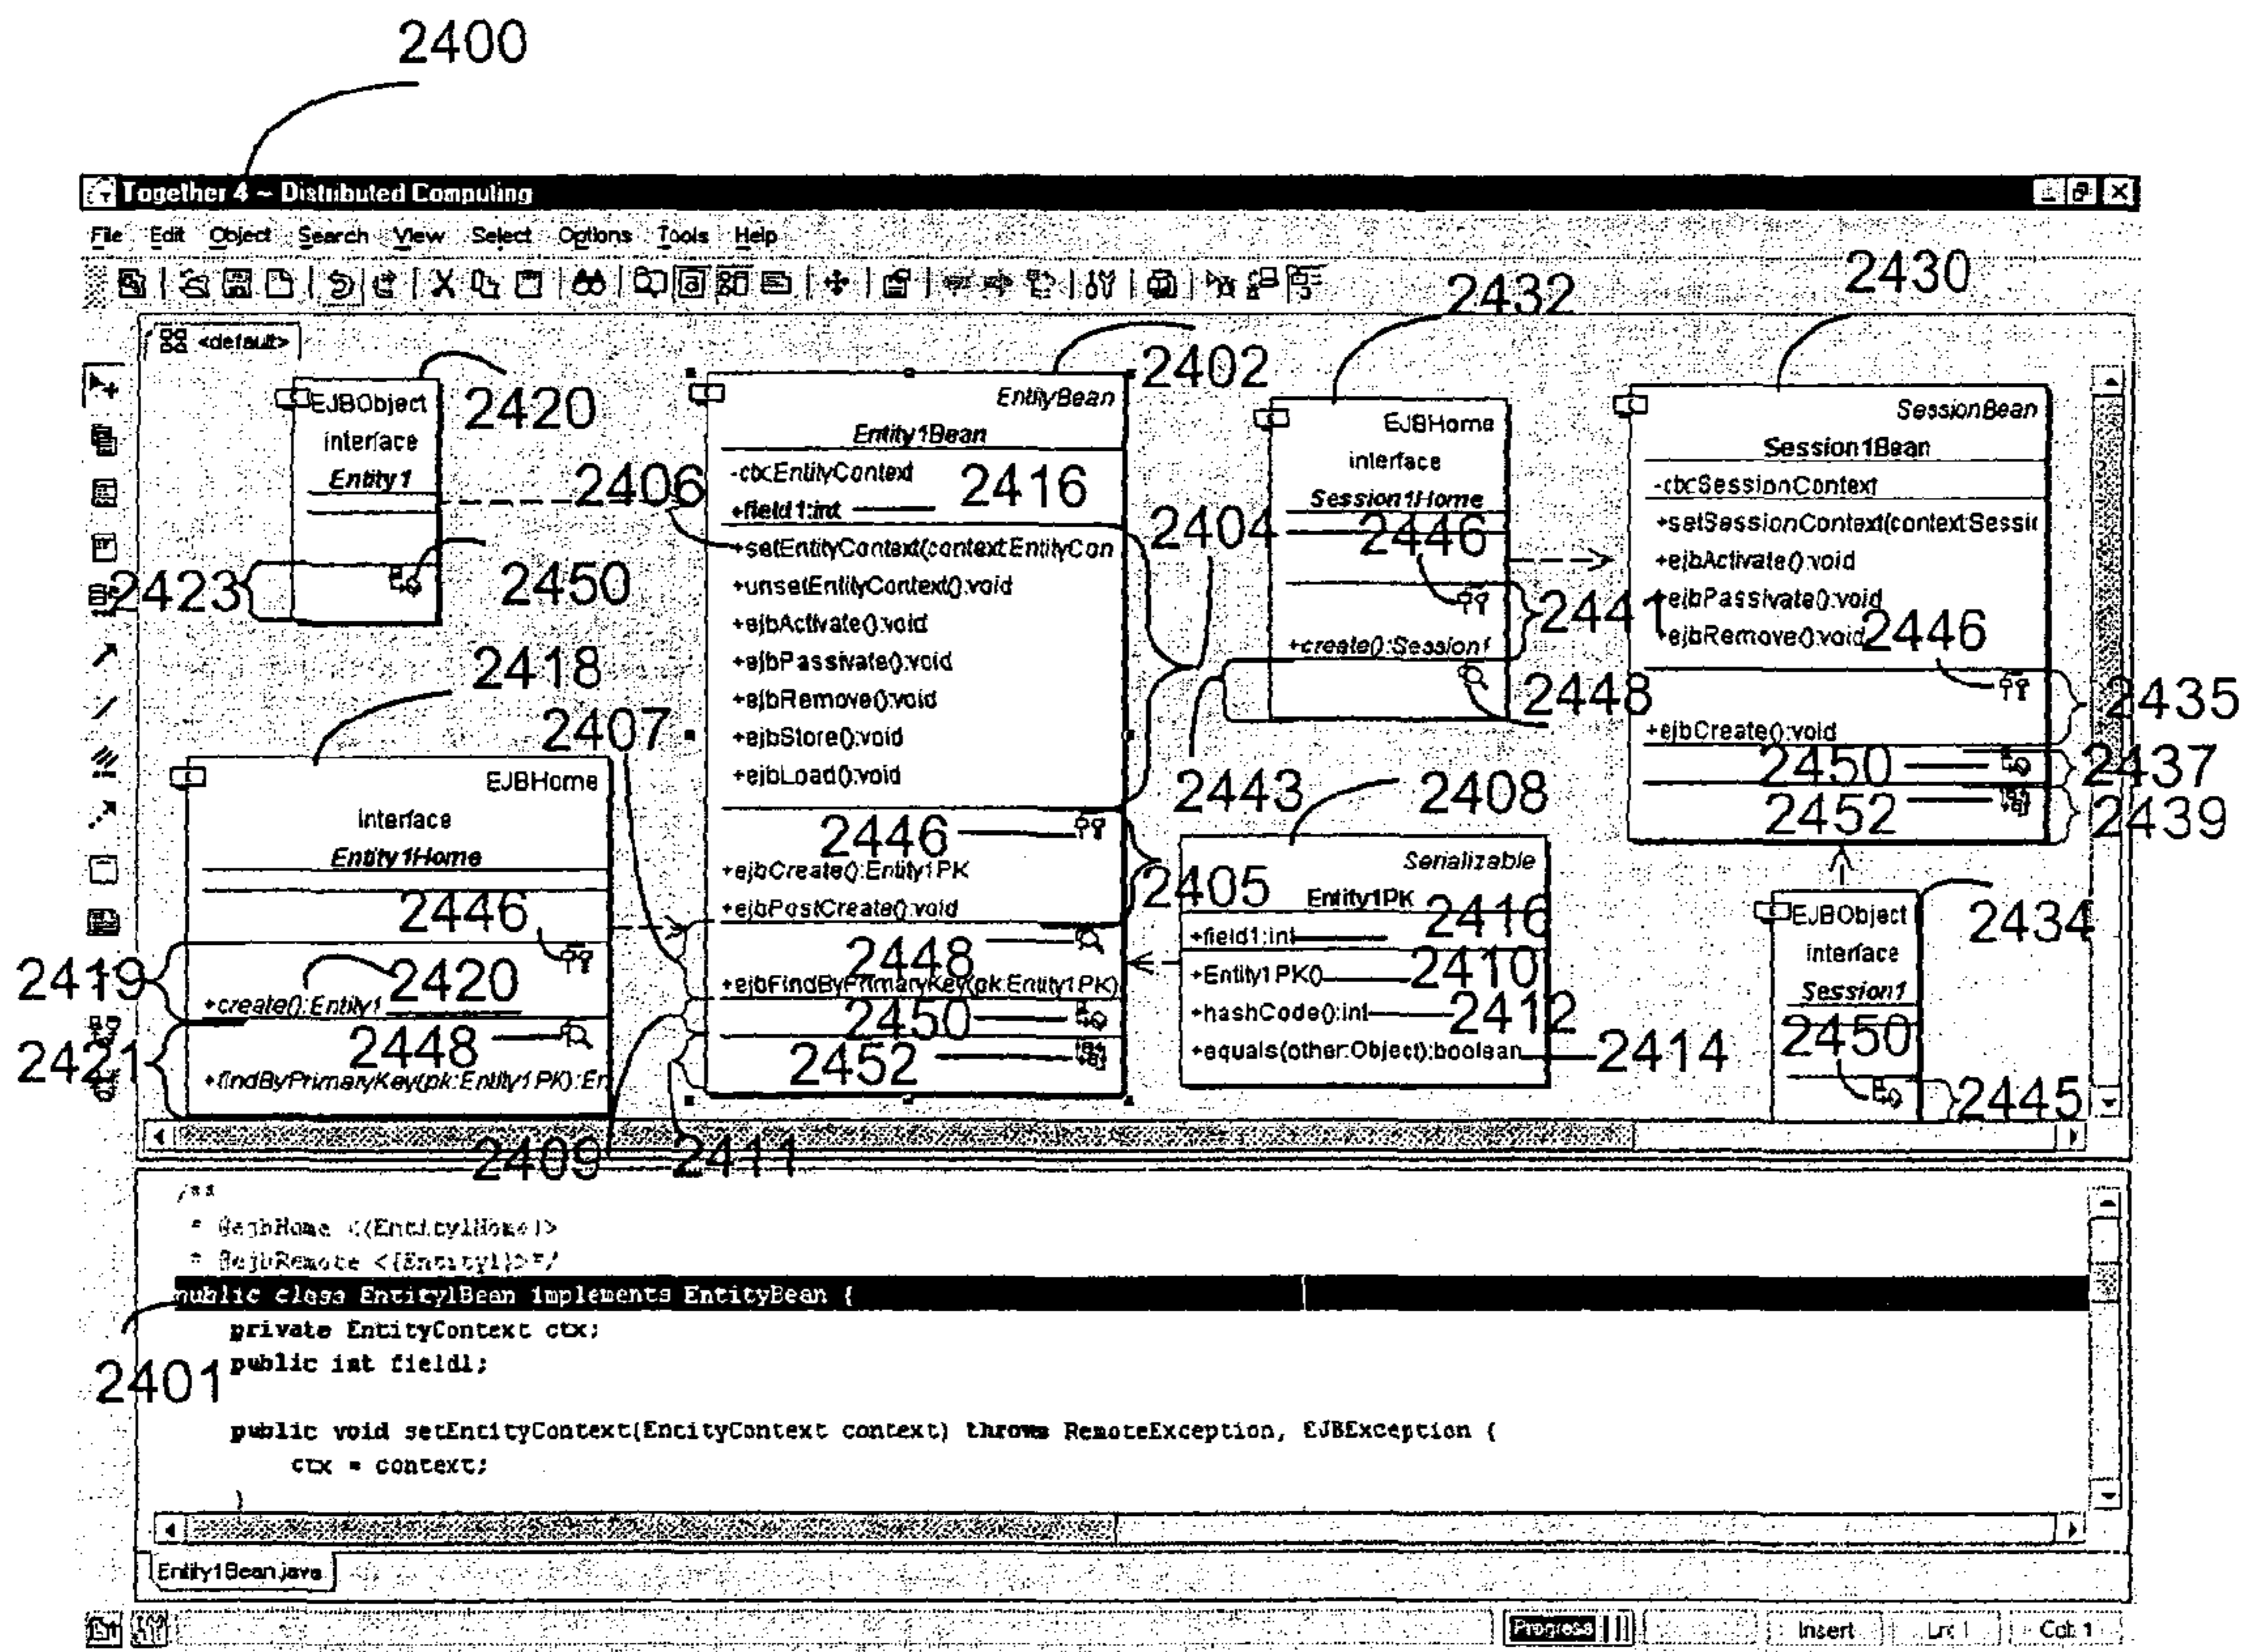 2400
Together 4 ~ Distributed Computing
File Edit Object Search View Select Options Tools Help
2432
2430
<default>
2420
EJBObject
interface
Entity1
2423
2450
2402
EntityBean
Entity1Bean
2416
+field1:int
2406
+setEntityContext(context:EntityCon
+unsetEntityContext():void
+ejbActivate():void
+ejbPassivate():void
+ejbRemove():void
+ejbStore():void
+ejbLoad():void
2404
2446
+ejbCreate():Entity1PK
+ejbPostCreate():void
2405
2448
+ejbFindByPrimaryKey(pk:Entity1PK)
2450
2452
2407
2409
2411
EJBHome
interface
Session1Home
2446
2441
+create():Session1
2448
2443
SessionBean
Session1Bean
+setSessionContext(context:Sessio
+ejbActivate():void
+ejbPassivate():void
+ejbRemove():void
2446
2435
+ejbCreate():void
2450
2437
2452
2439
2418
EJBHome
interface
Entity1Home
2446
2419
2420
+create():Entity1
2448
2421
+findByPrimaryKey(pk:Entity1PK):En
2408
Serializable
Entity1PK
2416
+field1:int
+Entity1PK()
2410
+hashCode():int
2412
+equals(other:Object):boolean
2414
2434
EJBObject
interface
Session1
2450
2445
/**
* @ejbHome <{Entity1Home}>
* @ejbRemote <{Entity1}>*/
public class Entity1Bean implements EntityBean {
private EntityContext ctx;
public int field1;
2401
public void setEntityContext(EntityContext context) throws RemoteException, EJBException {
ctx = context;
}
Entity1Bean.java
Progress
Insert
Ln: 1
Col: 1